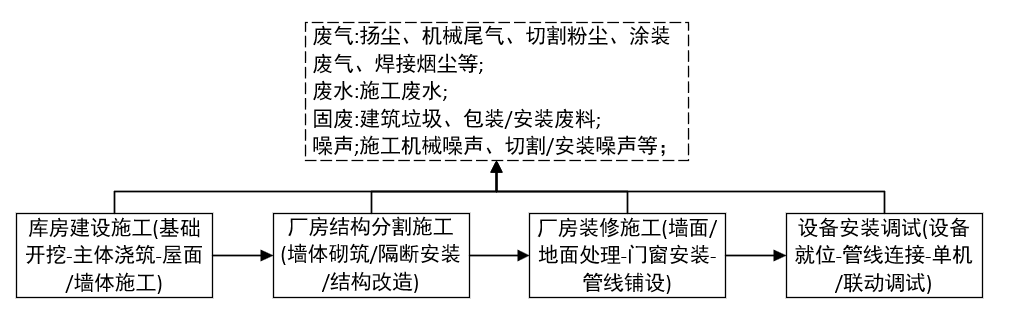 废气:扬尘、机械尾气、切割粉尘、涂装
废气、焊接烟尘等;
废水:施工废水;
固废:建筑垃圾、包装/安装废料;
噪声;施工机械噪声、切割/安装噪声等；
库房建设施工(基础
开挖-主体浇筑-屋面
/墙体施工)
厂房结构分割施工
(墙体砌筑/隔断安装
/结构改造)
厂房装修施工(墙面/
地面处理-门窗安装-
管线铺设)
设备安装调试(设备
就位-管线连接-单机
/联动调试)